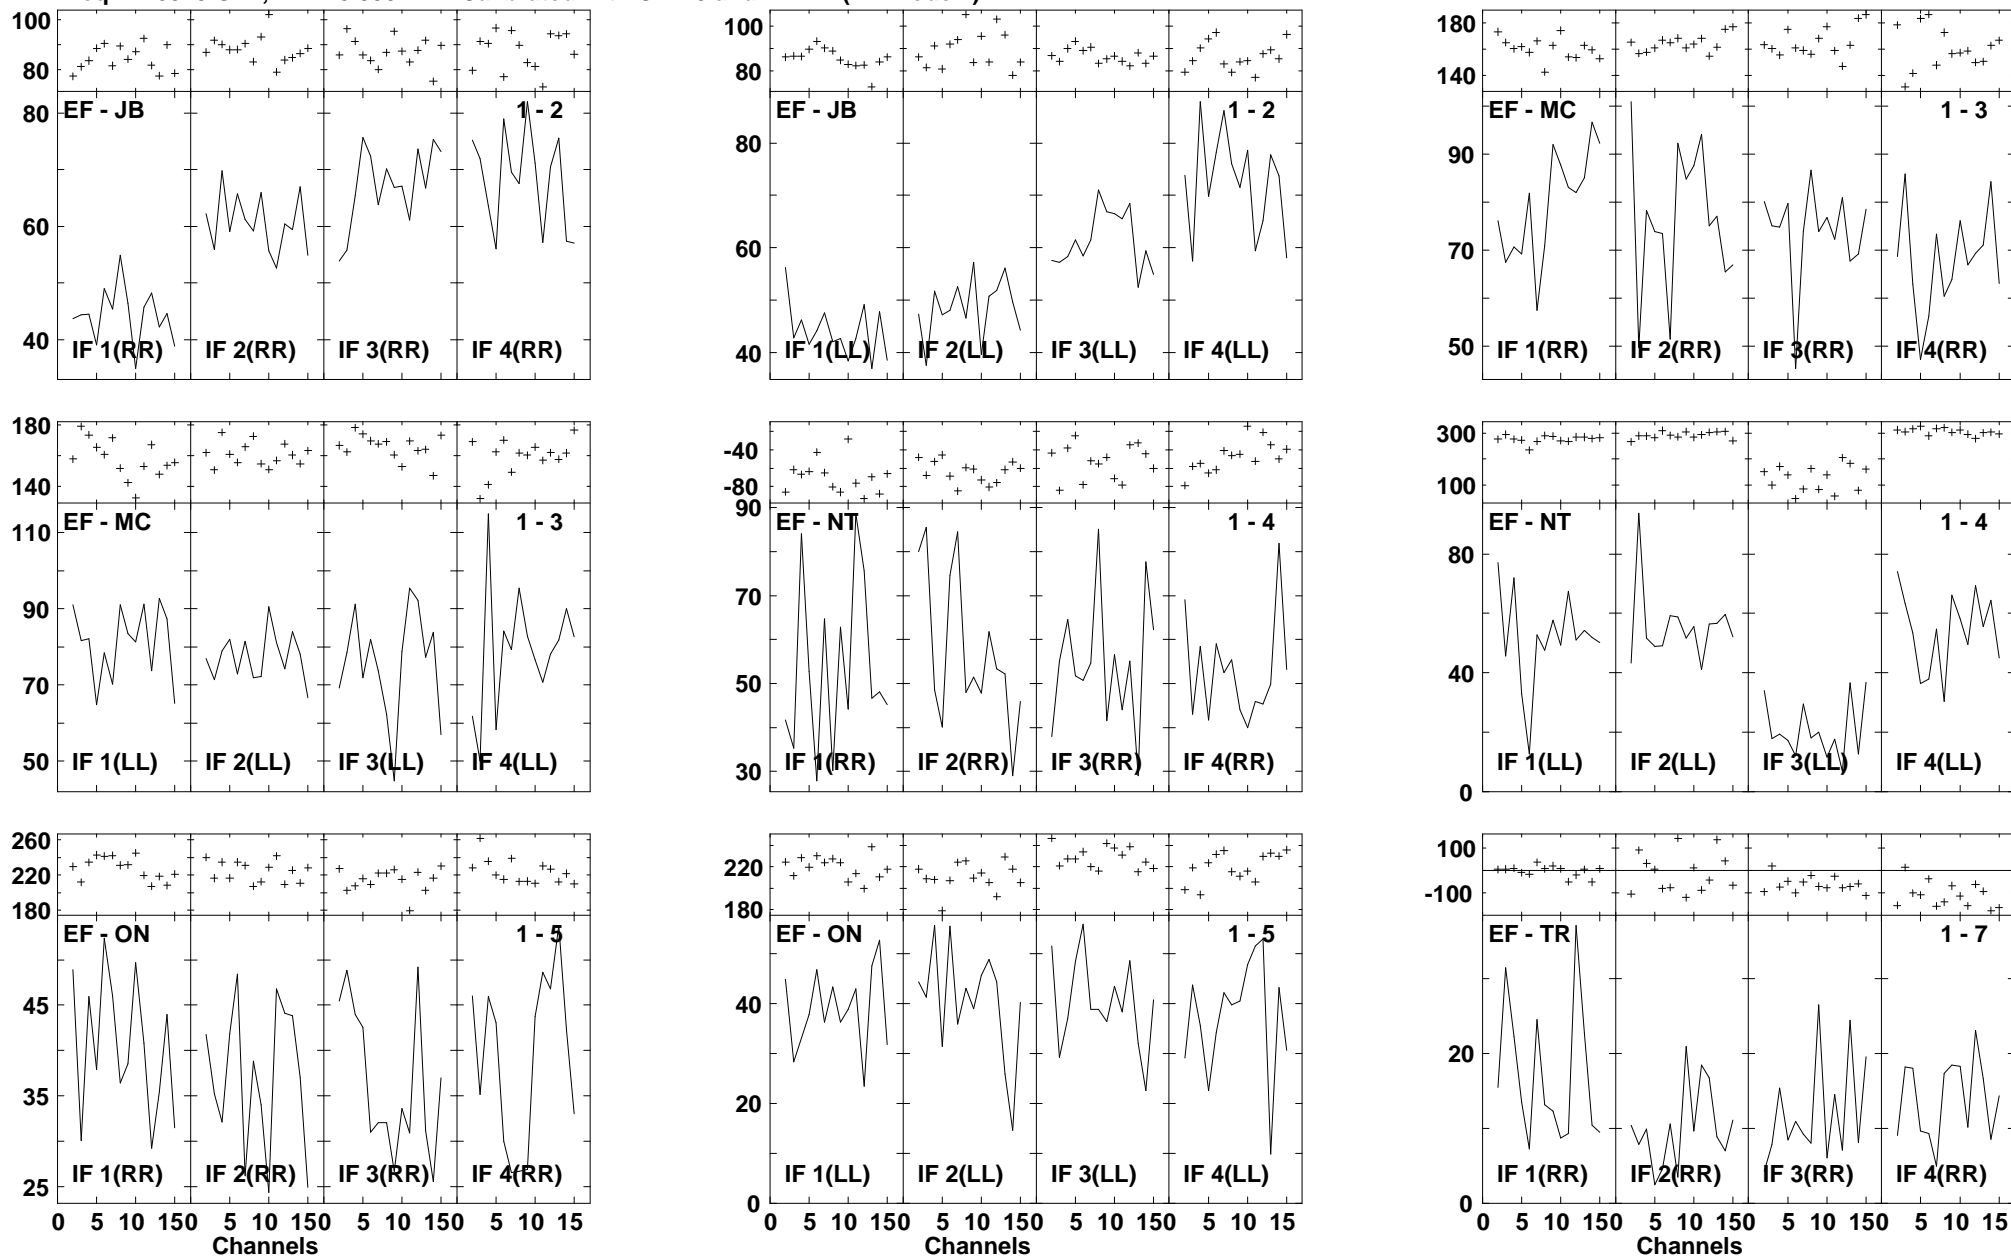 100
80
EF - JB 1 - 2
80
60
40
IF 1(RR) IF 2(RR) IF 3(RR) IF 4(RR)
100
80
EF - JB 1 - 2
80
60
40
IF 1(LL) IF 2(LL) IF 3(LL) IF 4(LL)
180
140
EF - MC 1 - 3
90
70
50
IF 1(RR) IF 2(RR) IF 3(RR) IF 4(RR)
180
140
EF - MC 1 - 3
110
90
70
50
IF 1(LL) IF 2(LL) IF 3(LL) IF 4(LL)
-40
-80
EF - NT 1 - 4
90
70
50
30
IF 1(RR) IF 2(RR) IF 3(RR) IF 4(RR)
300
100
EF - NT 1 - 4
80
40
0
IF 1(LL) IF 2(LL) IF 3(LL) IF 4(LL)
260
220
180
EF - ON 1 - 5
45
35
25
IF 1(RR) IF 2(RR) IF 3(RR) IF 4(RR)
0 5 10 150 5 10 150 5 10 150 5 10 15
Channels
220
180
EF - ON 1 - 5
40
20
0
IF 1(LL) IF 2(LL) IF 3(LL) IF 4(LL)
0 5 10 150 5 10 150 5 10 150 5 10 15
Channels
100
-100
EF - TR 1 - 7
20
0
IF 1(RR) IF 2(RR) IF 3(RR) IF 4(RR)
0 5 10 150 5 10 150 5 10 150 5 10 15
Channels